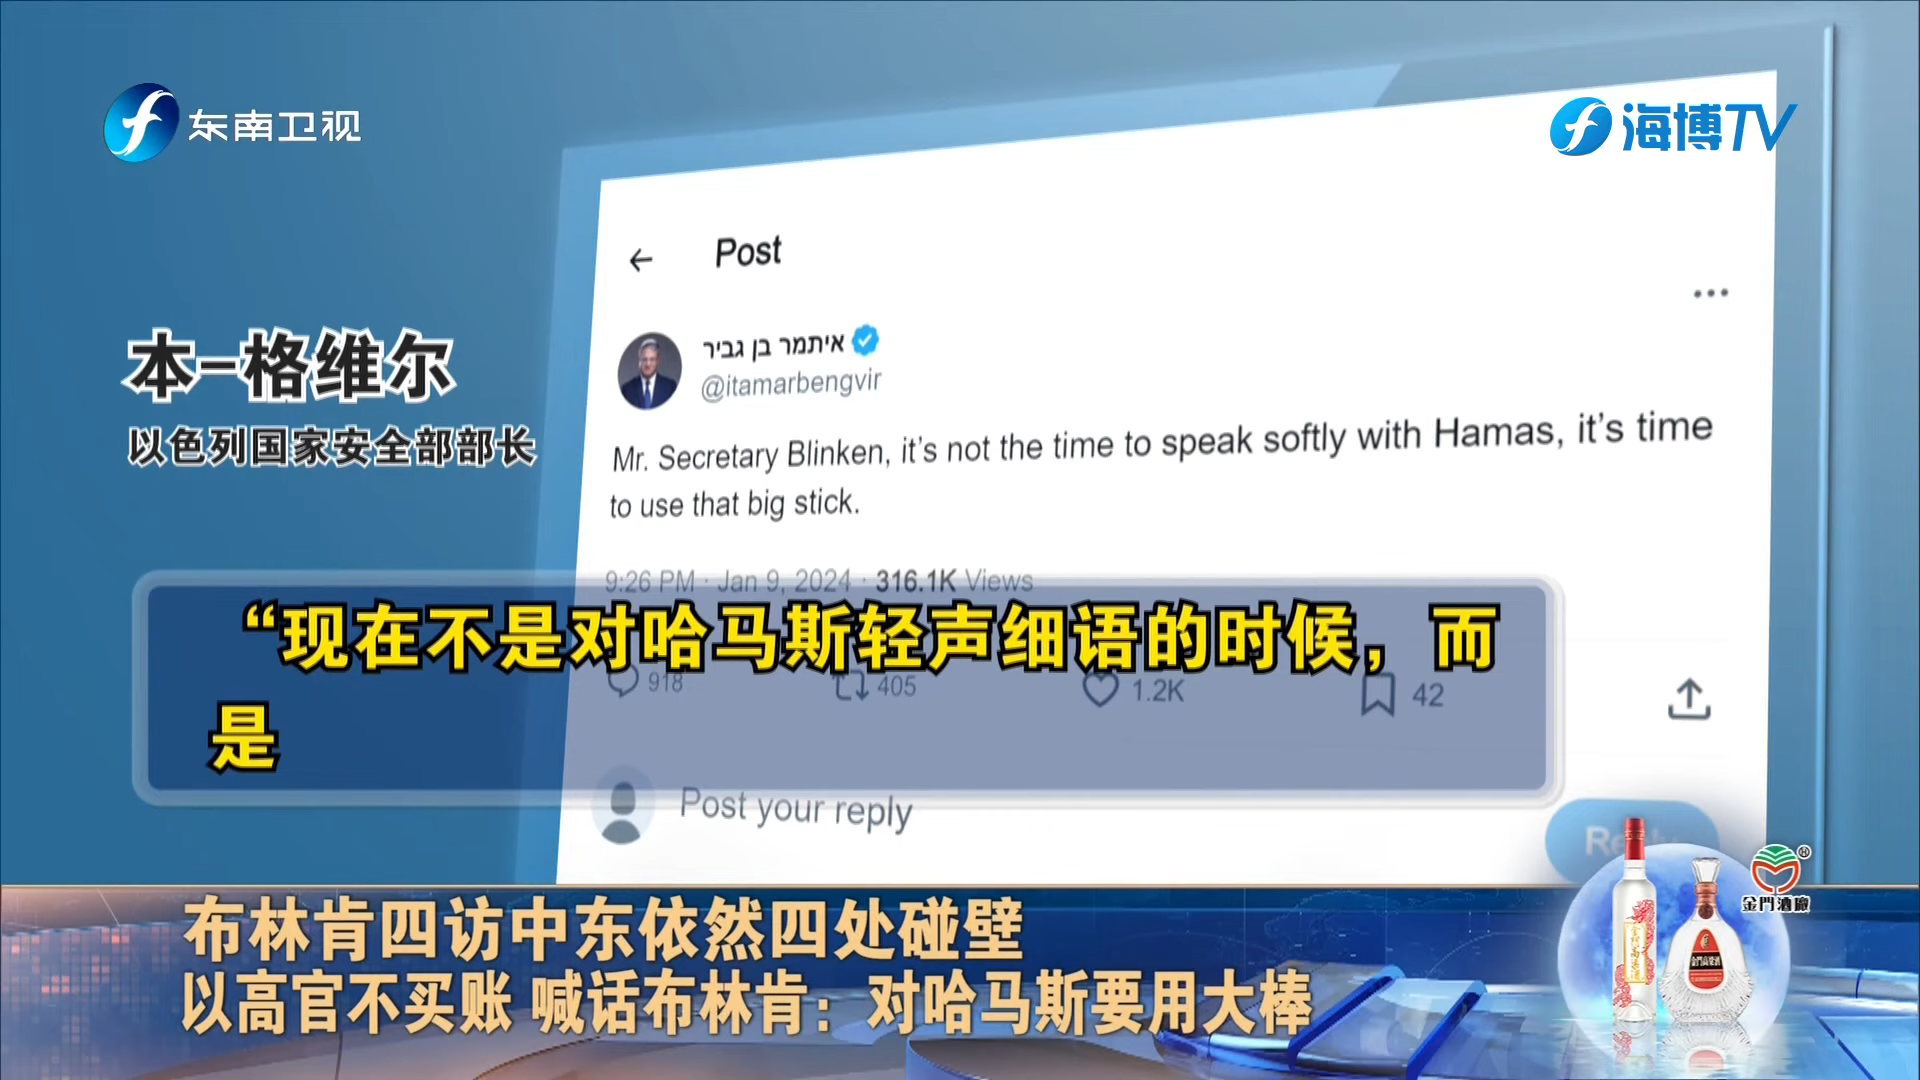 东南卫视
海博TV
Post
本-格维尔
以色列国家安全部部长
איתמר בן גביר
@itamarbengvir
Mr. Secretary Blinken, it's not the time to speak softly with Hamas, it's time
to use that big stick.
9:26 PM · Jan 9, 2024 · 316.1K Views
“现在不是对哈马斯轻声细语的时候，而
是
918 405 1.2K 42
Post your reply
Reply
金門酒廠
布林肯四访中东依然四处碰壁
以高官不买账 喊话布林肯：对哈马斯要用大棒